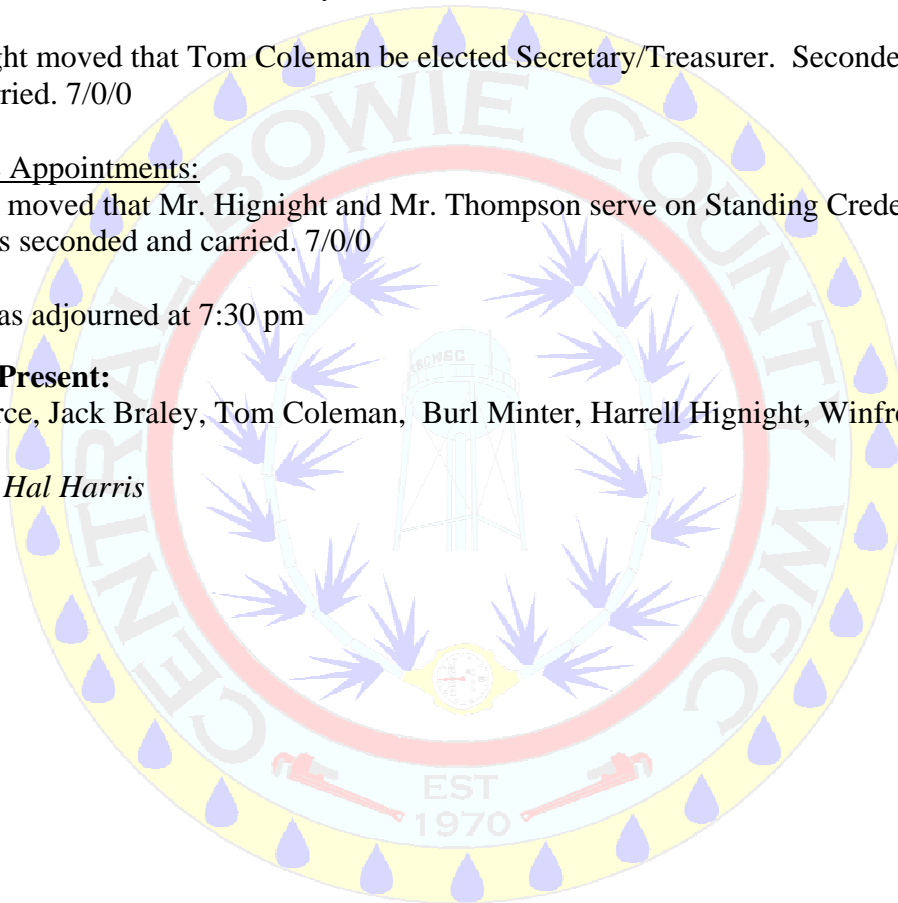 ght moved that Tom Coleman be elected Secretary/Treasurer.  Seconde
ried. 7/0/0
Appointments:
moved that Mr. Hignight and Mr. Thompson serve on Standing Crede
s seconded and carried. 7/0/0
as adjourned at 7:30 pm
Present:
rce, Jack Braley, Tom Coleman,  Burl Minter, Harrell Hignight, Winfre
Hal Harris
CENTRAL BOWIE COUNTY WSC
EST
1970